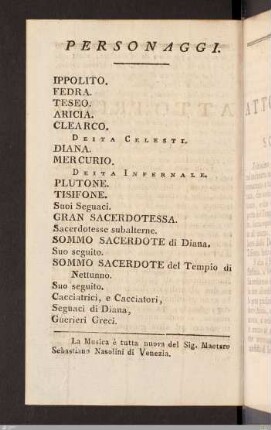 PERSONAGGI.
IPPOLITO.
FEDRA.
TESEO.
ARICIA.
CLEARCO.
DEITA CELESTI.
DIANA.
MERCURIO.
DEITA INFERNALE.
PLUTONE.
TISIFONE.
Suoi Seguaci.
GRAN SACERDOTESSA.
Sacerdotesse subalterne.
SOMMO SACERDOTE di Diana.
Suo seguito.
SOMMO SACERDOTE del Tempio di
Nettunno.
Suo seguito.
Cacciatrici, e Cacciatori,
Seguaci di Diana,
Guerieri Greci.
La Musica è tutta nuova del Sig. Maestro
Sebastiano Nasolini di Venezia.